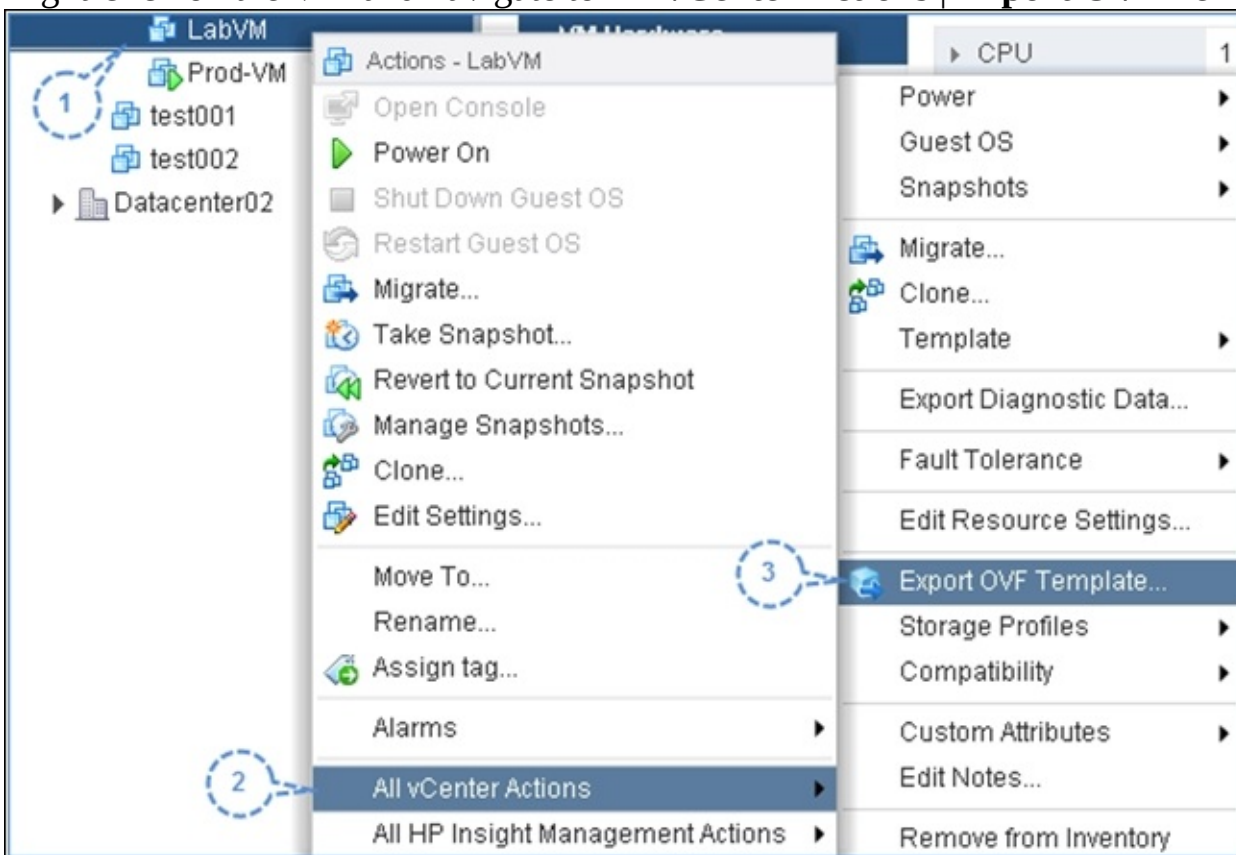 LabVM
Prod-VM
test001
test002
Datacenter02
1
Actions - LabVM
Open Console
Power On
Shut Down Guest OS
Restart Guest OS
Migrate...
Take Snapshot...
Revert to Current Snapshot
Manage Snapshots...
Clone...
Edit Settings...
Move To...
Rename...
Assign tag...
Alarms
2
All vCenter Actions
All HP Insight Management Actions
VM Hardware
CPU
1
Power
Guest OS
Snapshots
Migrate...
Clone...
Template
Export Diagnostic Data...
Fault Tolerance
Edit Resource Settings...
3
Export OVF Template...
Storage Profiles
Compatibility
Custom Attributes
Edit Notes...
Remove from Inventory